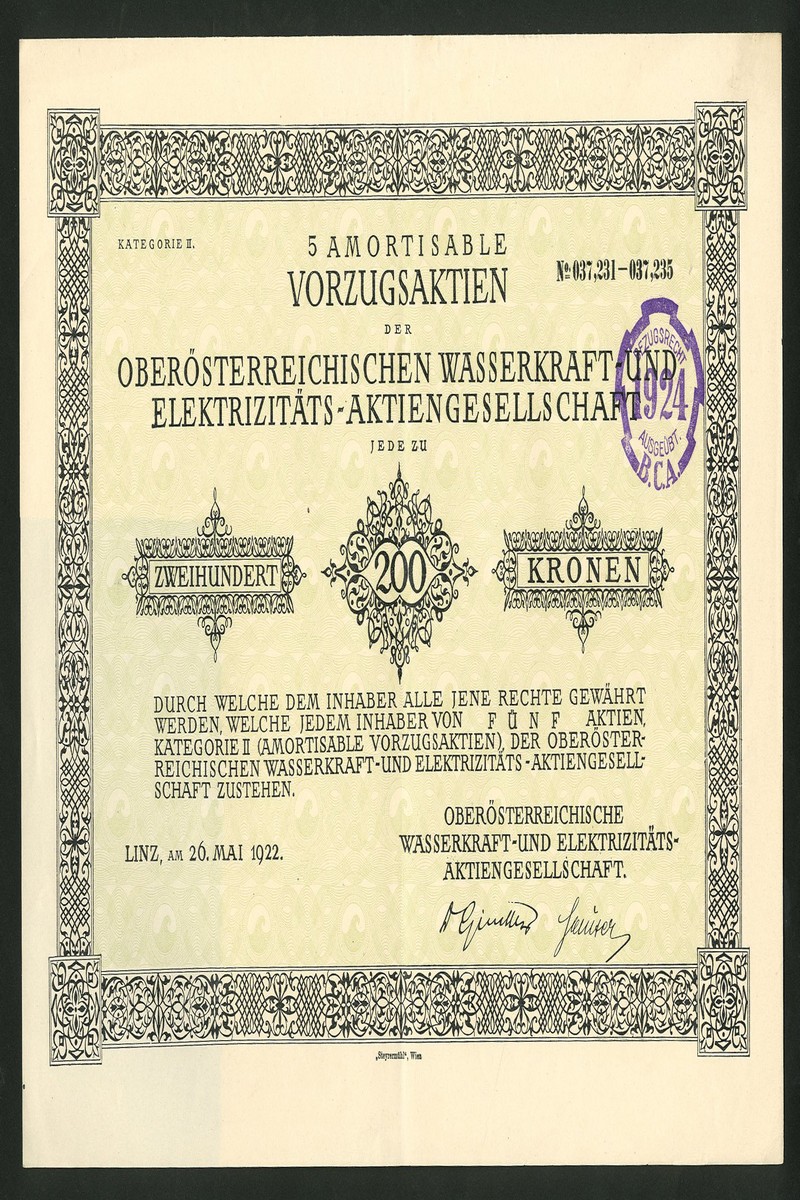 KATEGORIE II.
5 AMORTISABLE
VORZUGSAKTIEN
№ 037,231—037,235
DER
OBERÖSTERREICHISCHEN WASSERKRAFT-UND
ELEKTRIZITÄTS-AKTIENGESELLSCHAFT
BEZUGSRECHT
1924
AUSGEÜBT.
B.C.A.
JEDE ZU
ZWEIHUNDERT 200 KRONEN
DURCH WELCHE DEM INHABER ALLE JENE RECHTE GEWÄHRT
WERDEN, WELCHE JEDEM INHABER VON FÜNF AKTIEN,
KATEGORIE II (AMORTISABLE VORZUGSAKTIEN), DER OBERÖSTER-
REICHISCHEN WASSERKRAFT-UND ELEKTRIZITÄTS-AKTIENGESELL-
SCHAFT ZUSTEHEN.
OBERÖSTERREICHISCHE
WASSERKRAFT-UND ELEKTRIZITÄTS-
AKTIENGESELLSCHAFT.
LINZ, AM 26. MAI 1922.
„Steyrermühl“, Wien